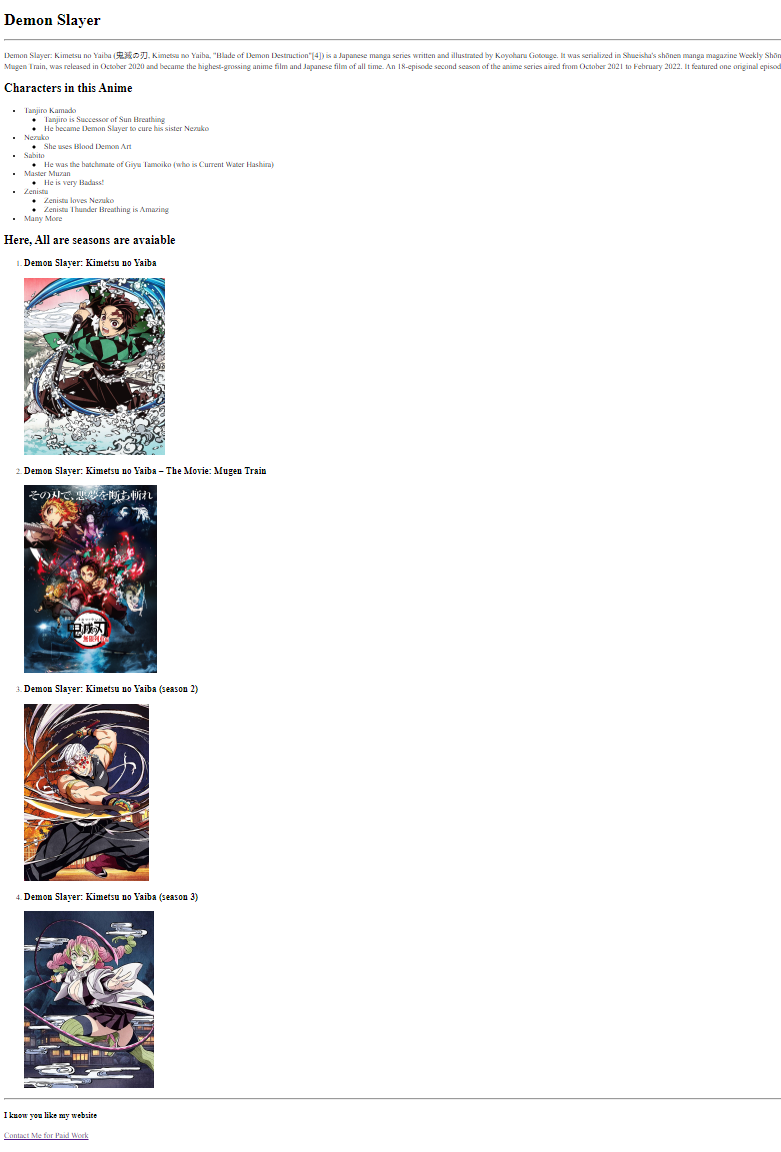 Demon Slayer
Demon Slayer: Kimetsu no Yaiba (鬼滅の刃, Kimetsu no Yaiba, "Blade of Demon Destruction"[4]) is a Japanese manga series written and illustrated by Koyoharu Gotouge. It was serialized in Shueisha's shōnen manga magazine Weekly Shōn
Mugen Train, was released in October 2020 and became the highest-grossing anime film and Japanese film of all time. An 18-episode second season of the anime series aired from October 2021 to February 2022. It featured one original episod
Characters in this Anime
Tanjiro Kamado
Tanjiro is Successor of Sun Breathing
He became Demon Slayer to cure his sister Nezuko
Nezuko
She uses Blood Demon Art
Sabito
He was the batchmate of Giyu Tamoiko (who is Current Water Hashira)
Master Muzan
He is very Badass!
Zenistu
Zenistu loves Nezuko
Zenistu Thunder Breathing is Amazing
Many More
Here, All are seasons are avaiable
1. Demon Slayer: Kimetsu no Yaiba
2. Demon Slayer: Kimetsu no Yaiba – The Movie: Mugen Train
その刃で、悪夢を断ち斬れ
鬼滅の刃
3. Demon Slayer: Kimetsu no Yaiba (season 2)
4. Demon Slayer: Kimetsu no Yaiba (season 3)
I know you like my website
Contact Me for Paid Work